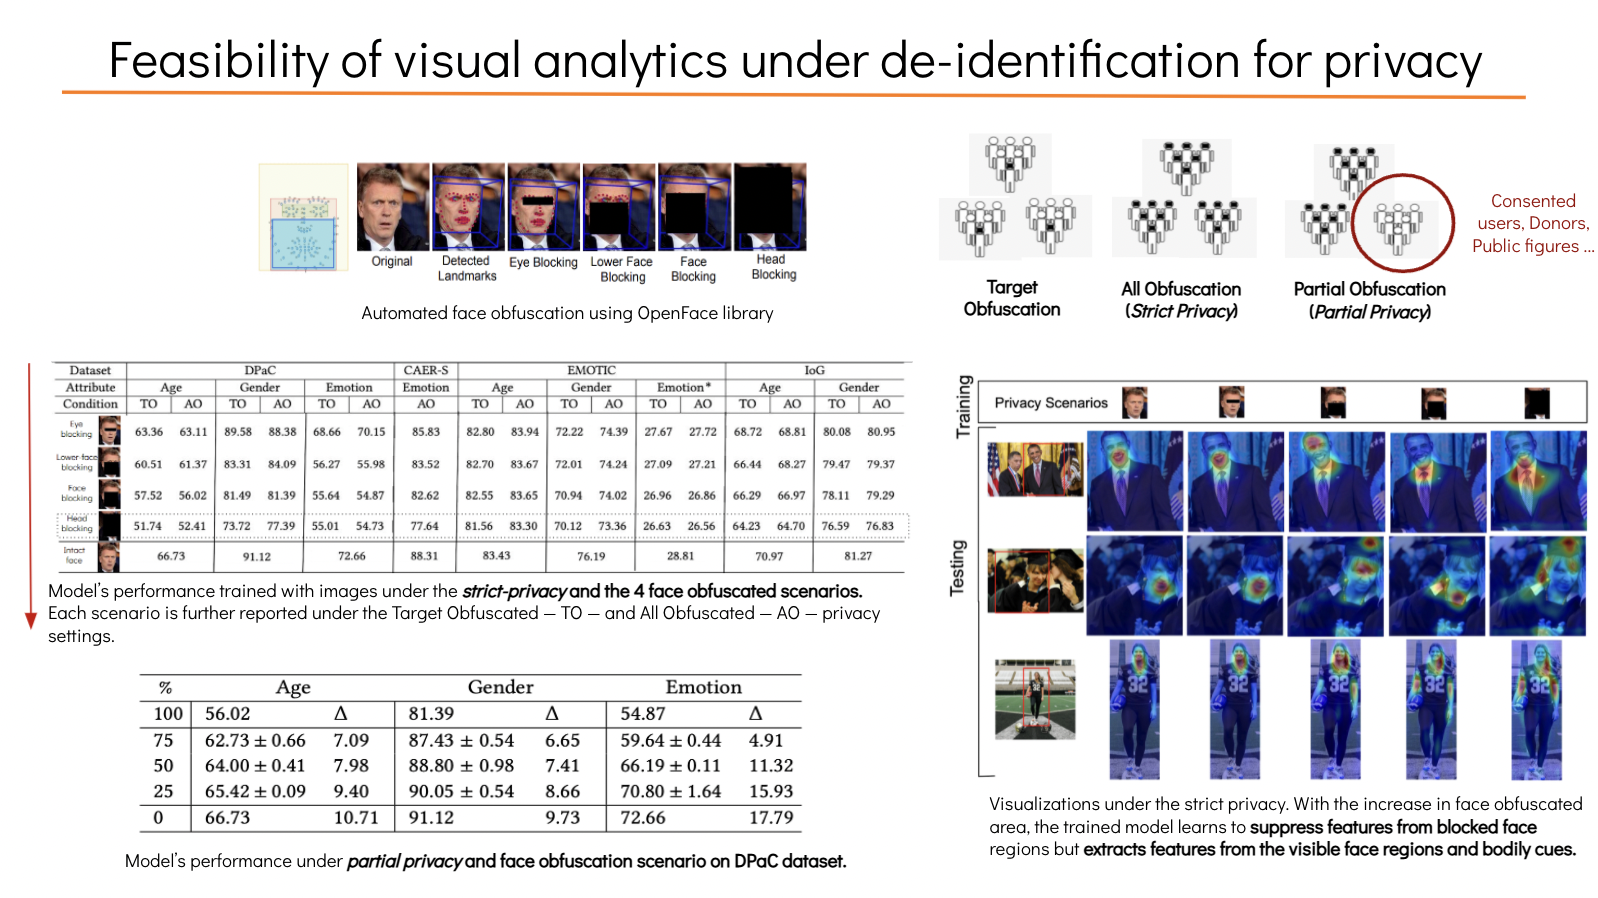 Feasibility of visual analytics under de-identification for privacy
Original
Detected
Landmarks
Eye Blocking
Lower Face
Blocking
Face
Blocking
Head
Blocking
Automated face obfuscation using OpenFace library
Target
Obfuscation
All Obfuscation
(Strict Privacy)
Partial Obfuscation
(Partial Privacy)
Consented
users, Donors,
Public figures ...
Dataset DPaC CAER-S EMOTIC IoG
Attribute Age Gender Emotion Emotion Age Gender Emotion* Age Gender
Condition TO AO TO AO TO AO AO TO AO TO AO TO AO TO AO TO AO
Eye
blocking 63.36 63.11 89.58 88.38 68.66 70.15 85.83 82.80 83.94 72.22 74.39 27.67 27.72 68.72 68.81 80.08 80.95
Lower face
blocking 60.51 61.37 83.31 84.09 56.27 55.98 83.52 82.70 83.67 72.01 74.24 27.09 27.21 66.44 68.27 79.47 79.37
Face
blocking 57.52 56.02 81.49 81.39 55.64 54.87 82.62 82.55 83.65 70.94 74.02 26.96 26.86 66.29 66.97 78.11 79.29
Head
blocking 51.74 52.41 73.72 77.39 55.01 54.73 77.64 81.56 83.30 70.12 73.36 26.63 26.56 64.23 64.70 76.59 76.83
Intact
face 66.73 91.12 72.66 88.31 83.43 76.19 28.81 70.97 81.27
Model's performance trained with images under the strict-privacy and the 4 face obfuscated scenarios.
Each scenario is further reported under the Target Obfuscated — TO — and All Obfuscated — AO — privacy
settings.
% Age Gender Emotion
100 56.02 Δ 81.39 Δ 54.87 Δ
75 62.73 ± 0.66 7.09 87.43 ± 0.54 6.65 59.64 ± 0.44 4.91
50 64.00 ± 0.41 7.98 88.80 ± 0.98 7.41 66.19 ± 0.11 11.32
25 65.42 ± 0.09 9.40 90.05 ± 0.54 8.66 70.80 ± 1.64 15.93
0 66.73 10.71 91.12 9.73 72.66 17.79
Model's performance under partial privacy and face obfuscation scenario on DPaC dataset.
Training
Privacy Scenarios
Testing
32
32
32
32
32
Visualizations under the strict privacy. With the increase in face obfuscated
area, the trained model learns to suppress features from blocked face
regions but extracts features from the visible face regions and bodily cues.